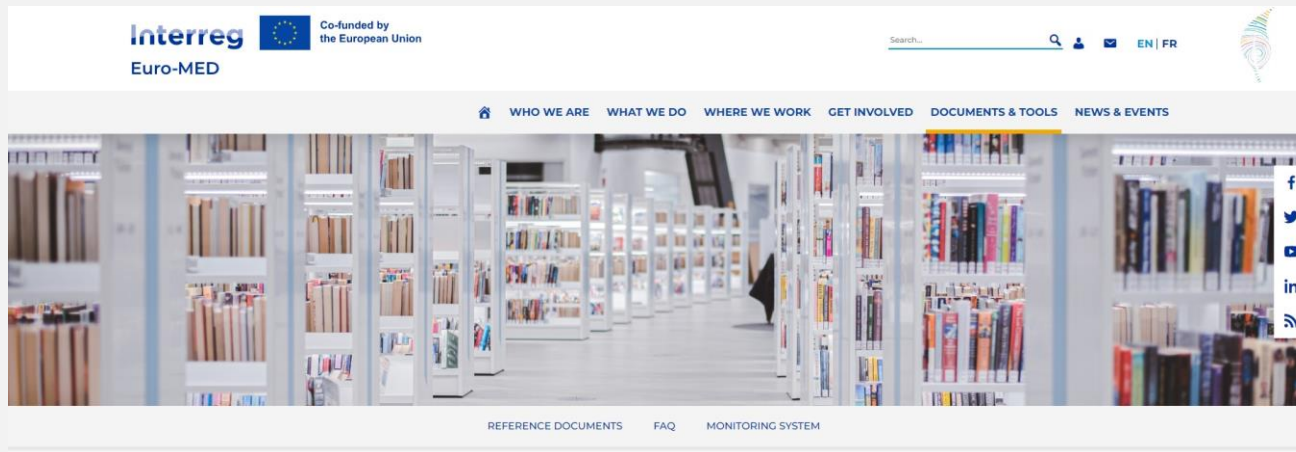 Interreg
Co-funded by
the European Union
Euro-MED
Search...
EN | FR
WHO WE ARE WHAT WE DO WHERE WE WORK GET INVOLVED DOCUMENTS & TOOLS NEWS & EVENTS
REFERENCE DOCUMENTS FAQ MONITORING SYSTEM